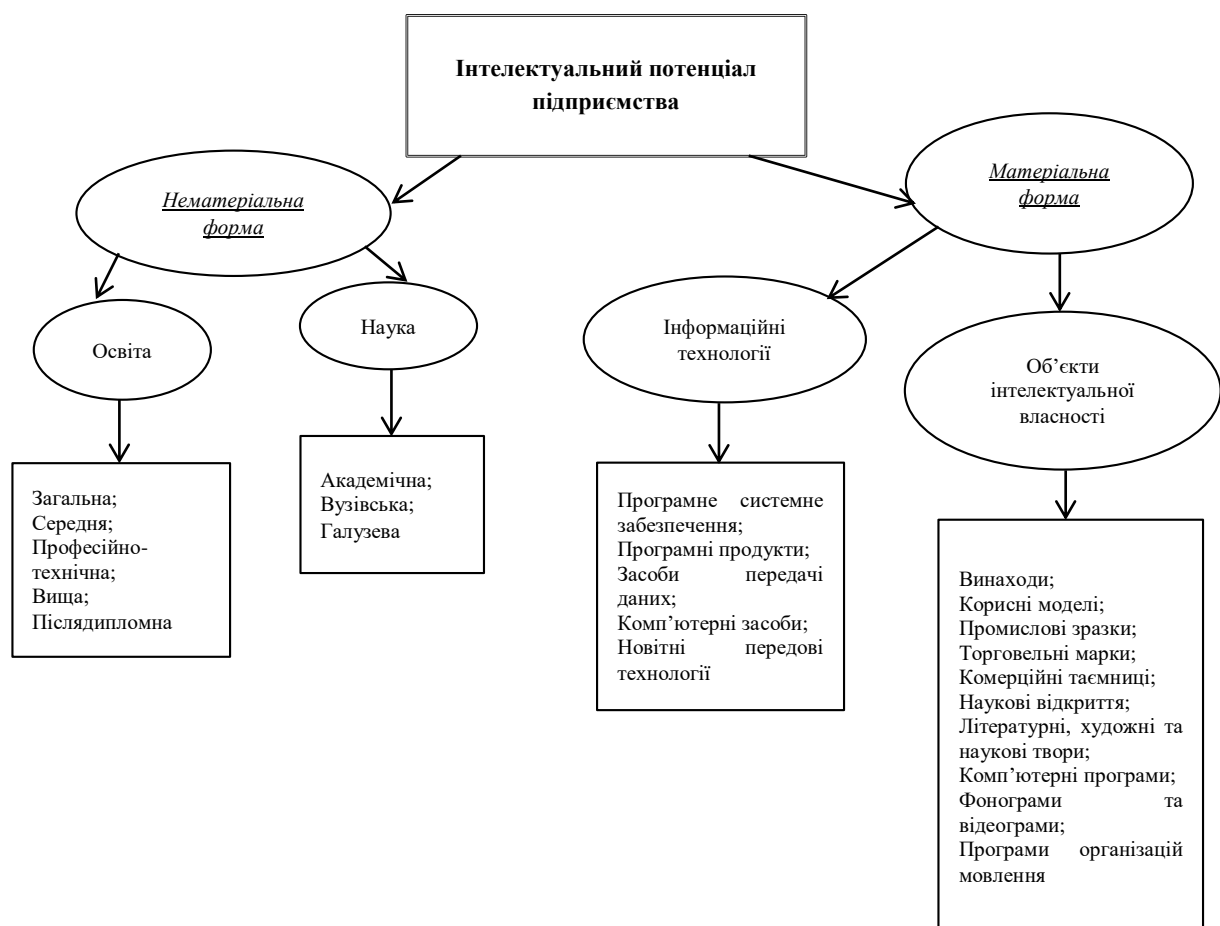 Інтелектуальний потенціал
підприємства
Нематеріальна
форма
Матеріальна
форма
Освіта
Наука
Інформаційні
технології
Об’єкти
інтелектуальної
власності
Загальна;
Середня;
Професійно-
технічна;
Вища;
Післядипломна
Академічна;
Вузівська;
Галузева
Програмне системне
забезпечення;
Програмні продукти;
Засоби передачі
даних;
Комп’ютерні засоби;
Новітні передові
технології
Винаходи;
Корисні моделі;
Промислові зразки;
Торговельні марки;
Комерційні таємниці;
Наукові відкриття;
Літературні, художні та
наукові твори;
Комп’ютерні програми;
Фонограми та
відеограми;
Програми організацій
мовлення